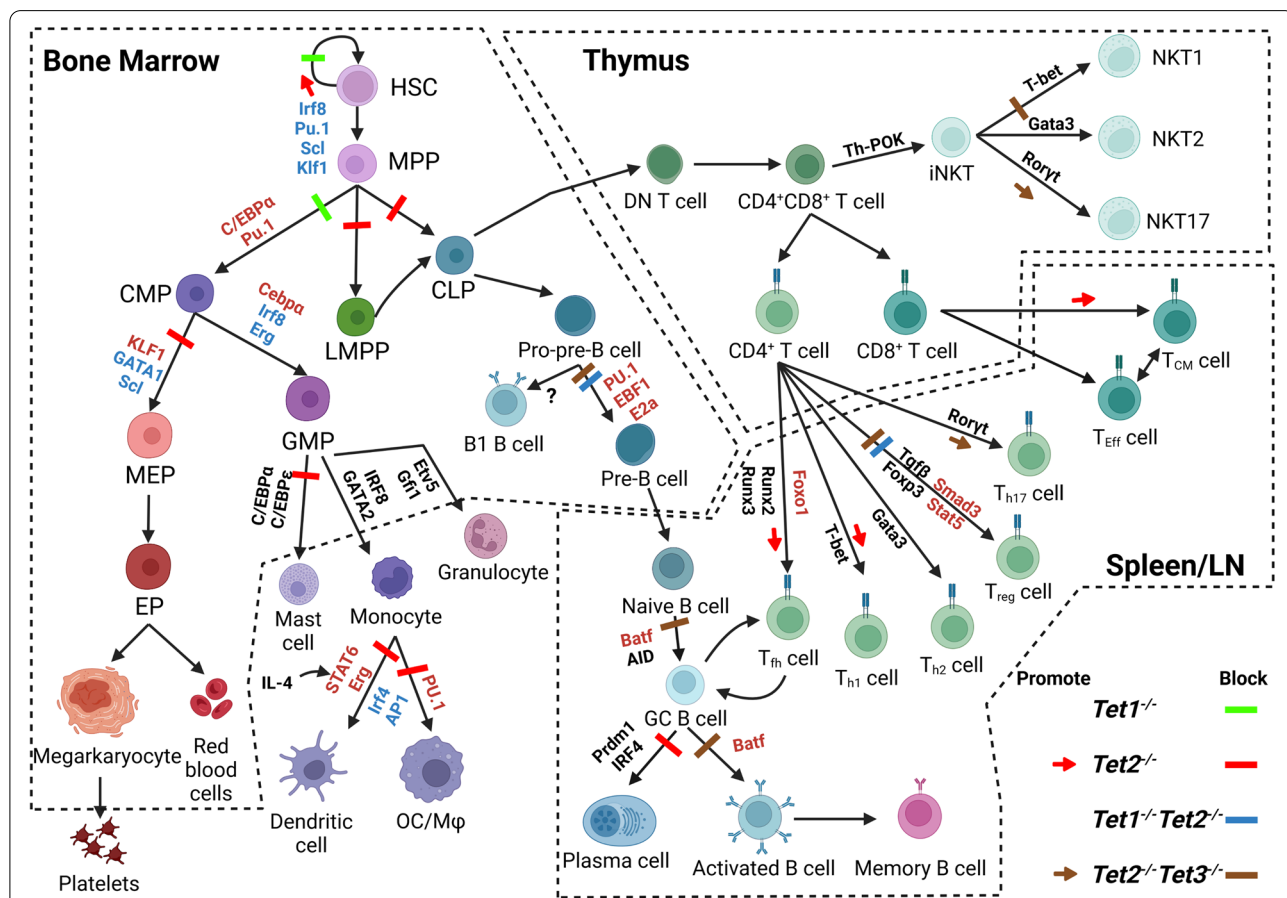 Bone Marrow
HSC
Irf8
Pu.1
Scl
Klf1
MPP
C/EBPα
Pu.1
CMP
Cebpα
Irf8
Erg
LMPP
CLP
KLF1
GATA1
Scl
MEP
GMP
Pro-pre-B cell
?
PU.1
EBF1
E2a
B1 B cell
Pre-B cell
C/EBPα
C/EBPε
IRF8
GATA2
Etv5
Gfi1
EP
Mast
cell
Monocyte
Granulocyte
IL-4
STAT6
Erg
Irf4
AP1
PU.1
Megarkaryocyte
Red
blood
cells
Platelets
Dendritic
cell
OC/Mφ
Thymus
DN T cell
CD4⁺CD8⁺ T cell
Th-POK
iNKT
T-bet
Gata3
Rorγt
NKT1
NKT2
NKT17
CD4⁺ T cell
CD8⁺ T cell
TCM cell
TEff cell
Runx3
Runx2
Foxo1
T-bet
Gata3
Foxp3
Tgfβ
Smad3
Stat5
Rorγt
Th17 cell
Treg cell
Spleen/LN
Naive B cell
Batf
AID
Tfh
Th1
Th2
GC B cell
Prdm1
IRF4
Batf
Plasma cell
Activated B cell
Memory B cell
Promote Block
Tet1⁻/⁻
Tet2⁻/⁻
Tet1⁻/⁻Tet2⁻/⁻
Tet2⁻/⁻Tet3⁻/⁻